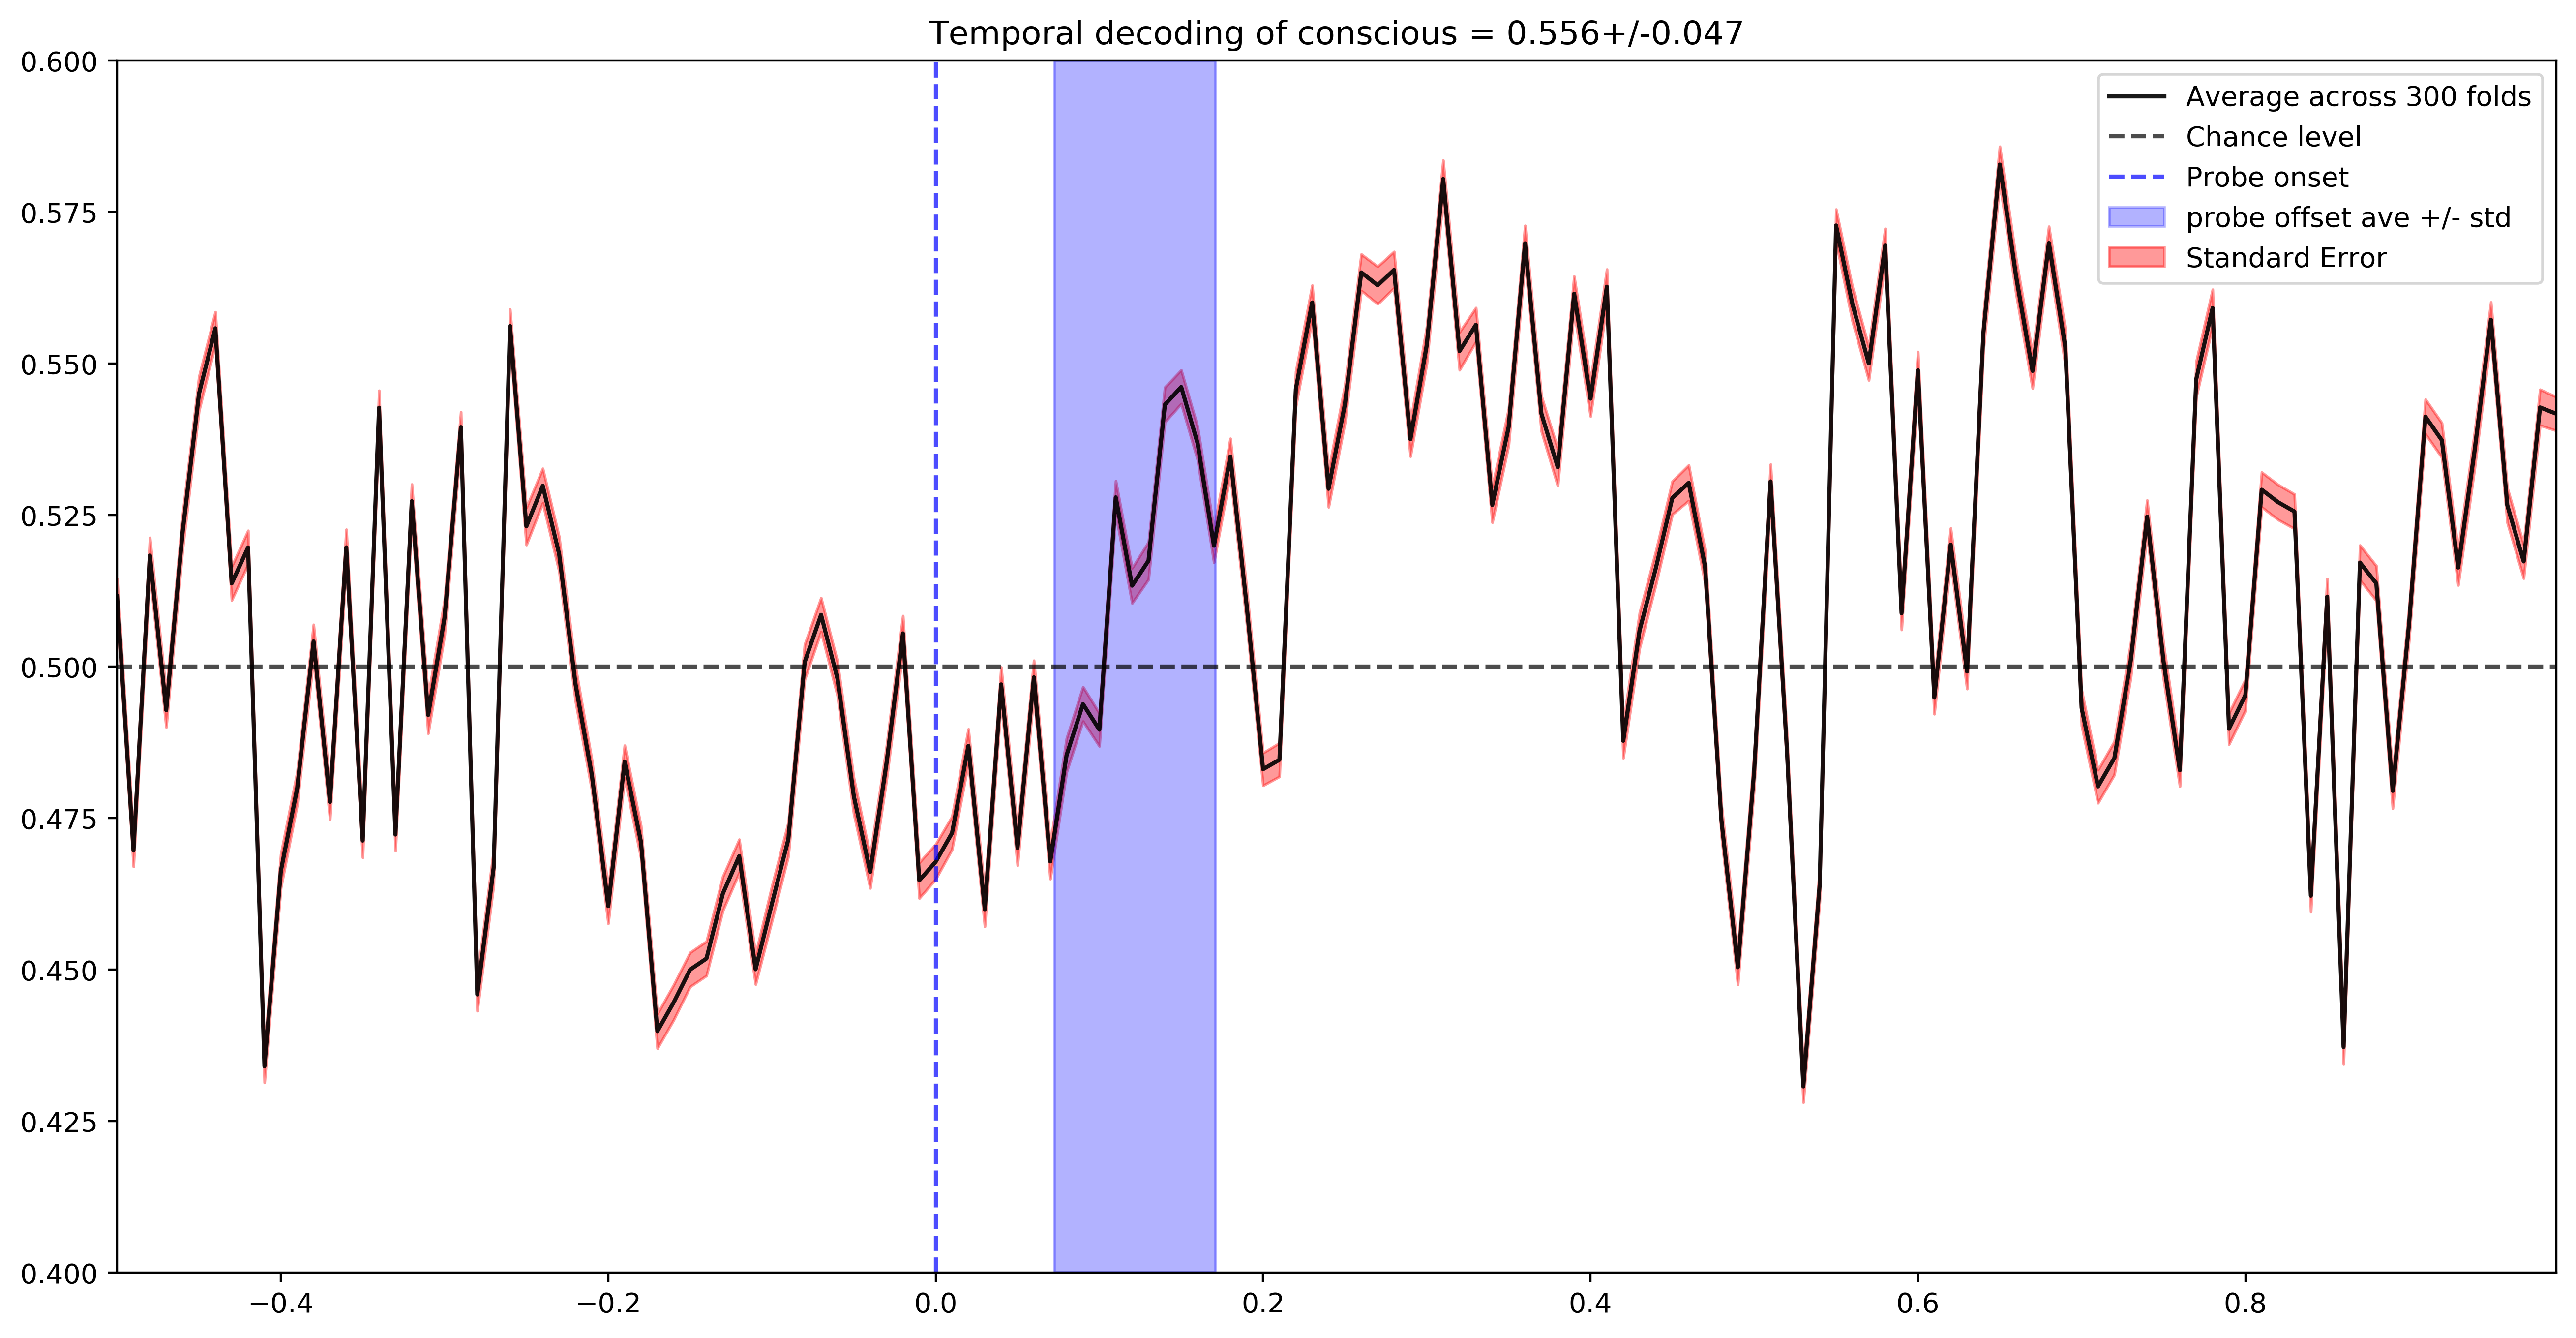 Temporal decoding of conscious = 0.556+/-0.047
0.600
0.575
0.550
0.525
0.500
0.475
0.450
0.425
0.400
Average across 300 folds
Chance level
Probe onset
probe offset ave +/- std
Standard Error
−0.4
−0.2
0.0
0.2
0.4
0.6
0.8